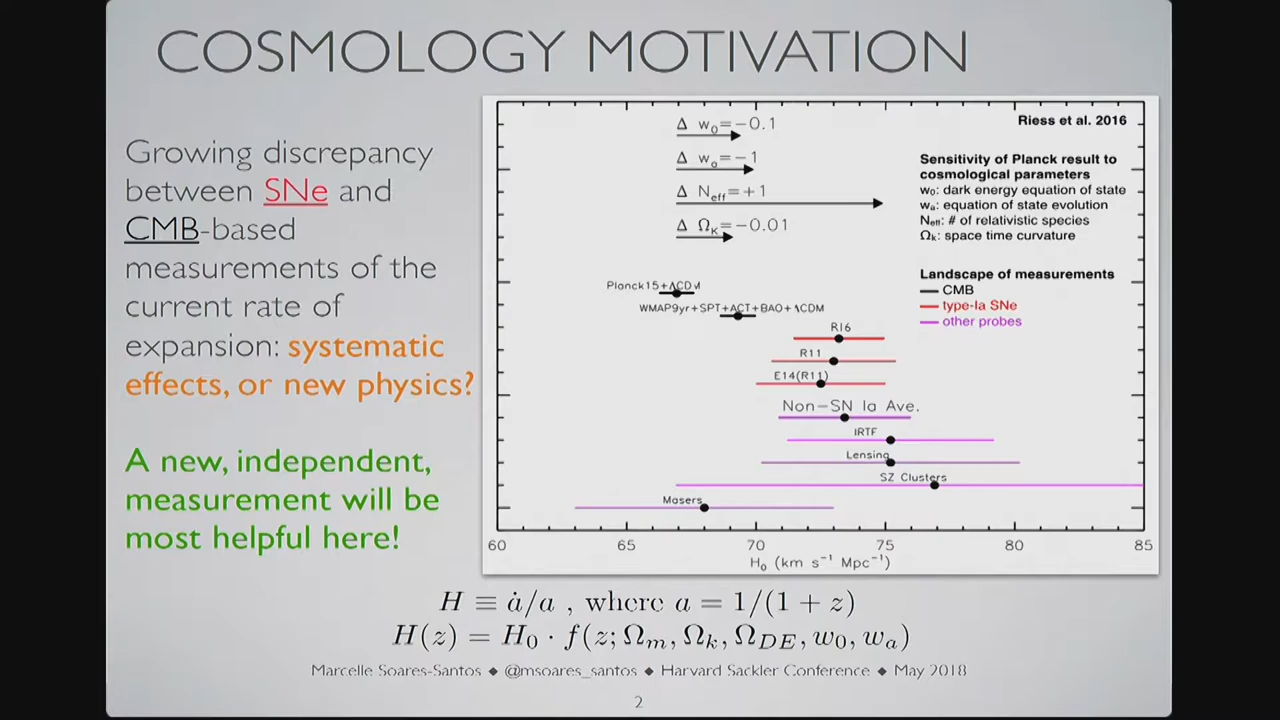 COSMOLOGY MOTIVATION
Growing discrepancy
between SNe and
CMB-based
measurements of the
current rate of
expansion: systematic
effects, or new physics?
A new, independent,
measurement will be
most helpful here!
Δ w₀=−0.1
Δ wₐ=−1
Δ Neff=+1
Δ Ωk=−0.01
Riess et al. 2016
Sensitivity of Planck result to
cosmological parameters
w₀: dark energy equation of state
wₐ: equation of state evolution
Neff: # of relativistic species
Ωk: space time curvature
Landscape of measurements
CMB
type-Ia SNe
other probes
Planck15+ΛCDM
WMAP9yr+SPT+ACT+BAO+ΛCDM
R16
R11
E14(R11)
Non−SN Ia Ave.
IRTF
Lensing
SZ Clusters
Masers
60 65 70 75 80 85
H₀ (km s⁻¹ Mpc⁻¹)
H ≡ ȧ/a , where a = 1/(1 + z)
H(z) = H₀ · f(z; Ωm, Ωk, ΩDE, w₀, wₐ)
Marcelle Soares-Santos ◆ @msoares_santos ◆ Harvard Sackler Conference ◆ May 2018
2